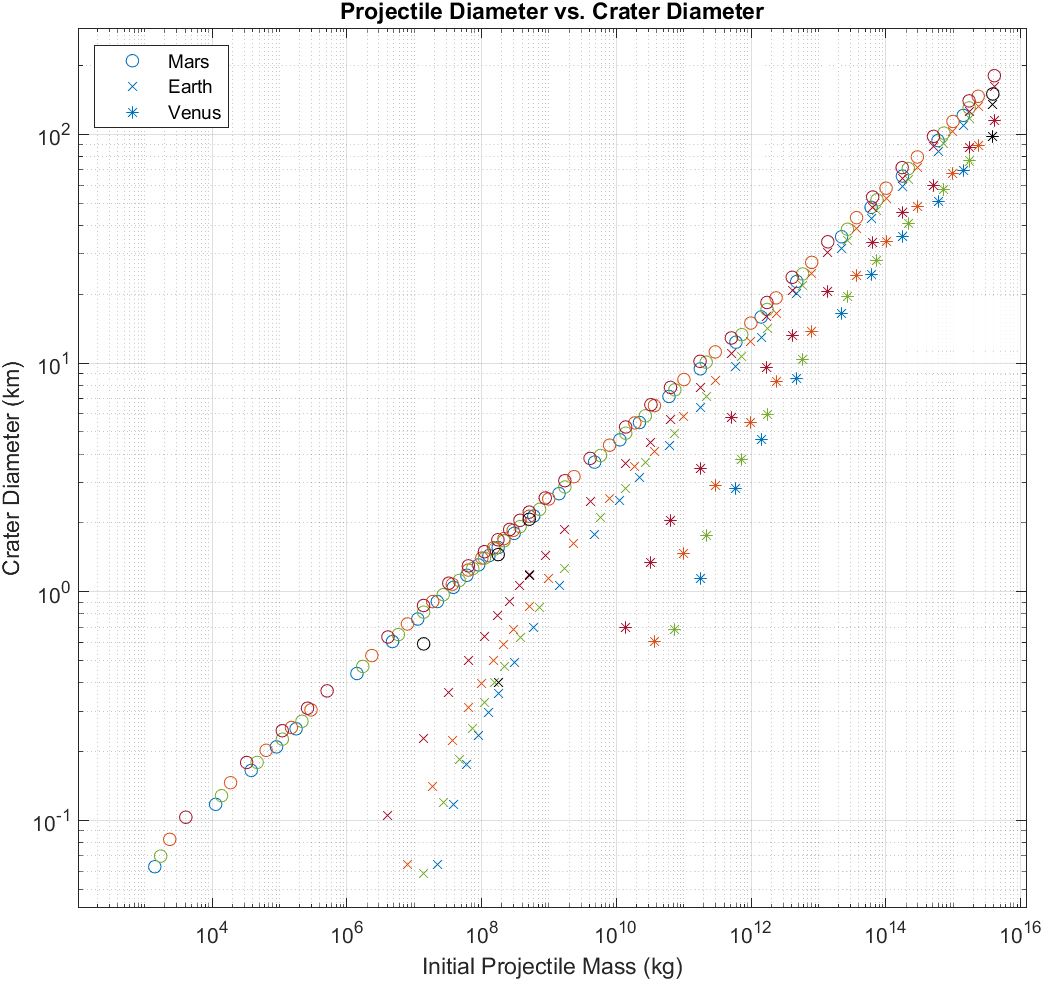 Projectile Diameter vs. Crater Diameter
Mars
Earth
Venus
10^2
10^1
10^0
10^-1
Crater Diameter (km)
10^4 10^6 10^8 10^10 10^12 10^14 10^16
Initial Projectile Mass (kg)